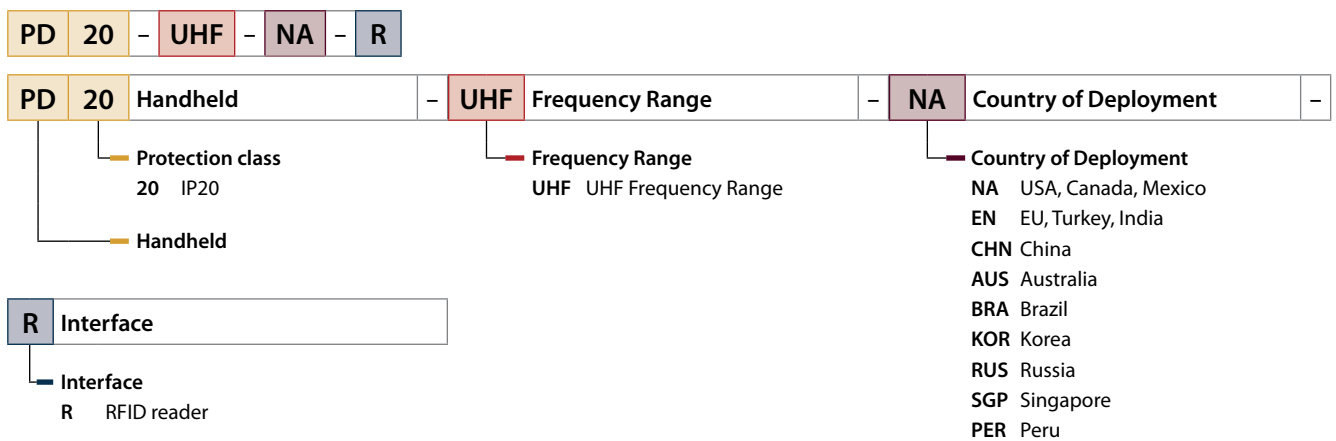 PD 20 – UHF – NA – R
PD 20 Handheld – UHF Frequency Range – NA Country of Deployment –
Protection class
20 IP20
Handheld
Frequency Range
UHF UHF Frequency Range
Country of Deployment
NA USA, Canada, Mexico
EN EU, Turkey, India
CHN China
AUS Australia
BRA Brazil
KOR Korea
RUS Russia
SGP Singapore
PER Peru
R Interface
Interface
R RFID reader